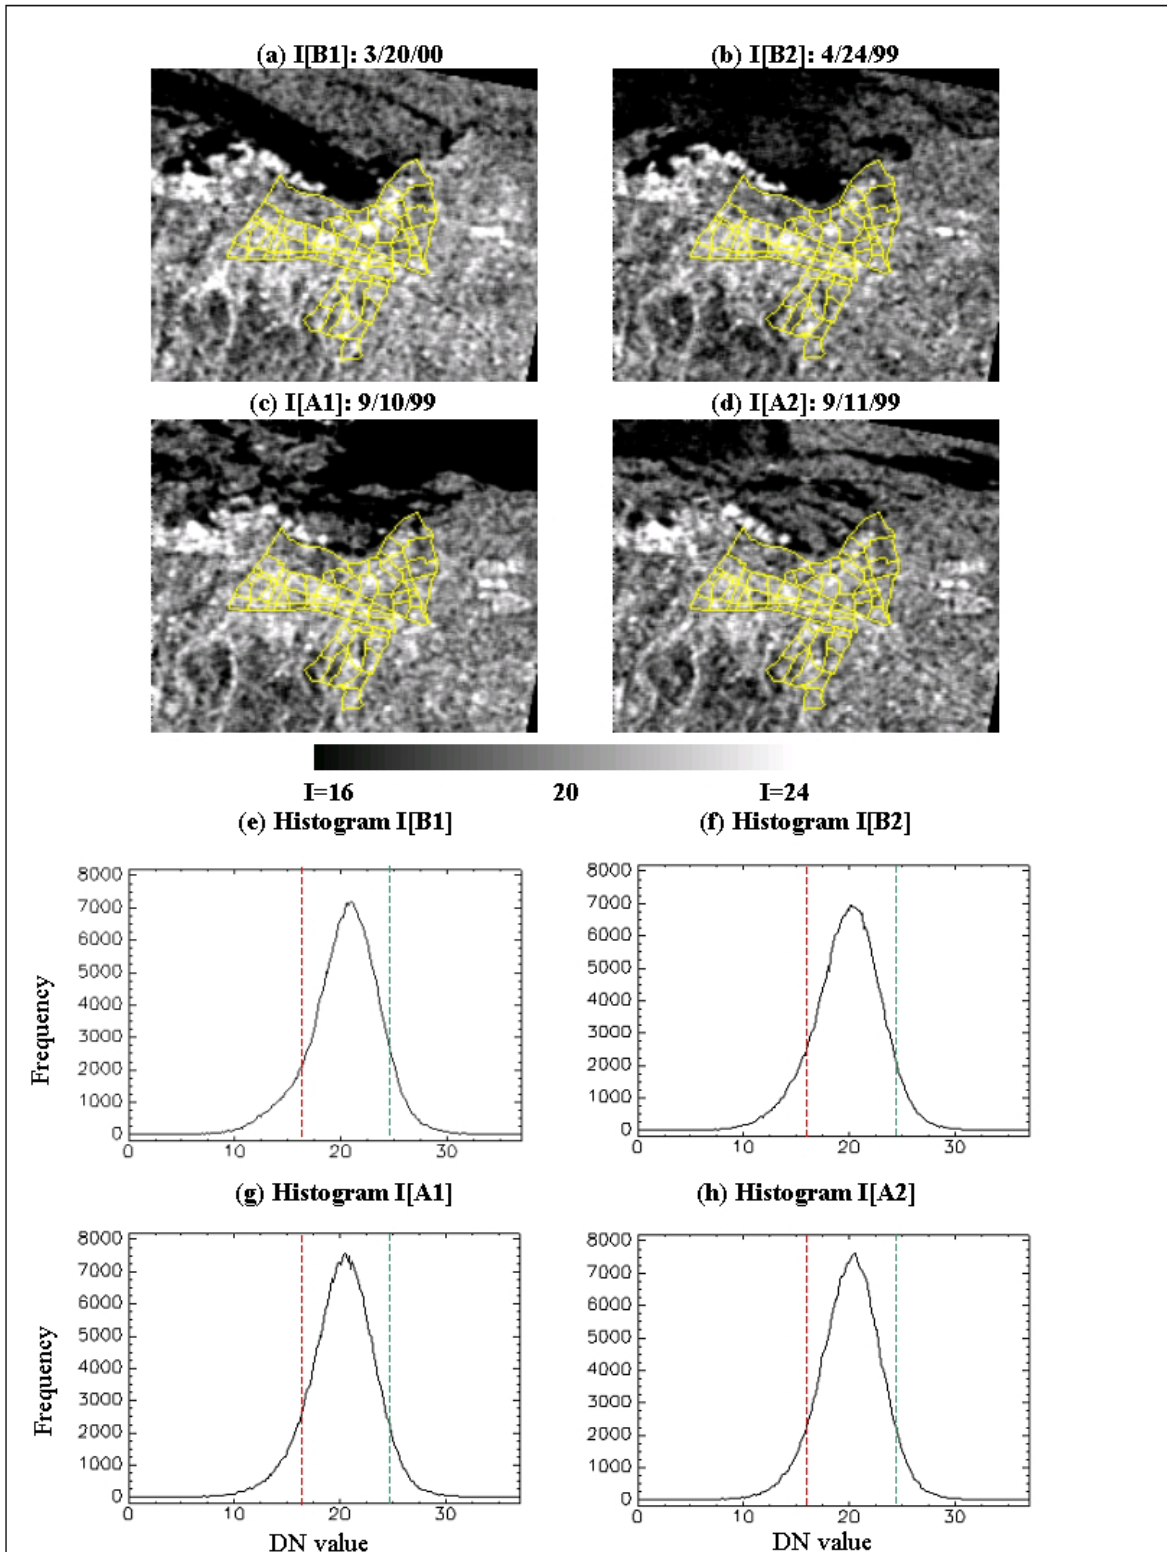 (a) I[B1]: 3/20/00
(b) I[B2]: 4/24/99
(c) I[A1]: 9/10/99
(d) I[A2]: 9/11/99
I=16 20 I=24
(e) Histogram I[B1]
(f) Histogram I[B2]
8000
7000
6000
5000
4000
3000
2000
1000
0
Frequency
0 10 20 30
8000
7000
6000
5000
4000
3000
2000
1000
0
0 10 20 30
(g) Histogram I[A1]
(h) Histogram I[A2]
8000
7000
6000
5000
4000
3000
2000
1000
0
Frequency
0 10 20 30
DN value
8000
7000
6000
5000
4000
3000
2000
1000
0
0 10 20 30
DN value